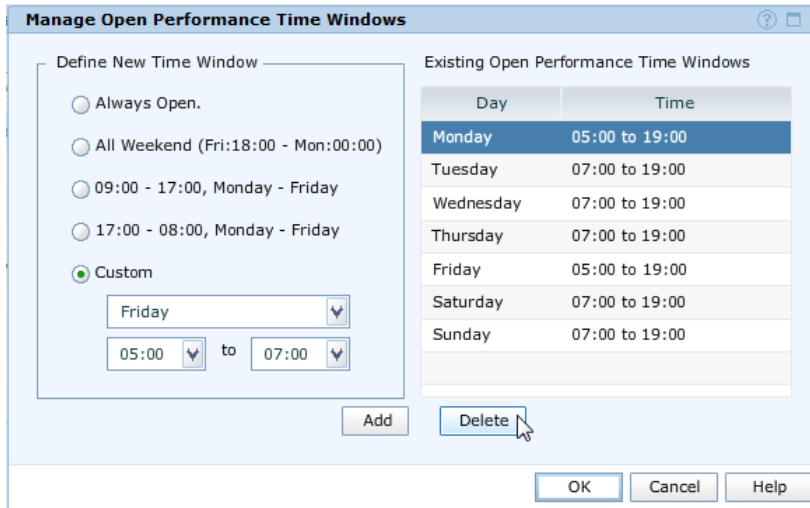 Manage Open Performance Time Windows
Define New Time Window
Always Open.
All Weekend (Fri:18:00 - Mon:00:00)
09:00 - 17:00, Monday - Friday
17:00 - 08:00, Monday - Friday
Custom
Friday
05:00 to 07:00
Existing Open Performance Time Windows
Day Time
Monday 05:00 to 19:00
Tuesday 07:00 to 19:00
Wednesday 07:00 to 19:00
Thursday 07:00 to 19:00
Friday 05:00 to 19:00
Saturday 07:00 to 19:00
Sunday 07:00 to 19:00
Add Delete
OK Cancel Help